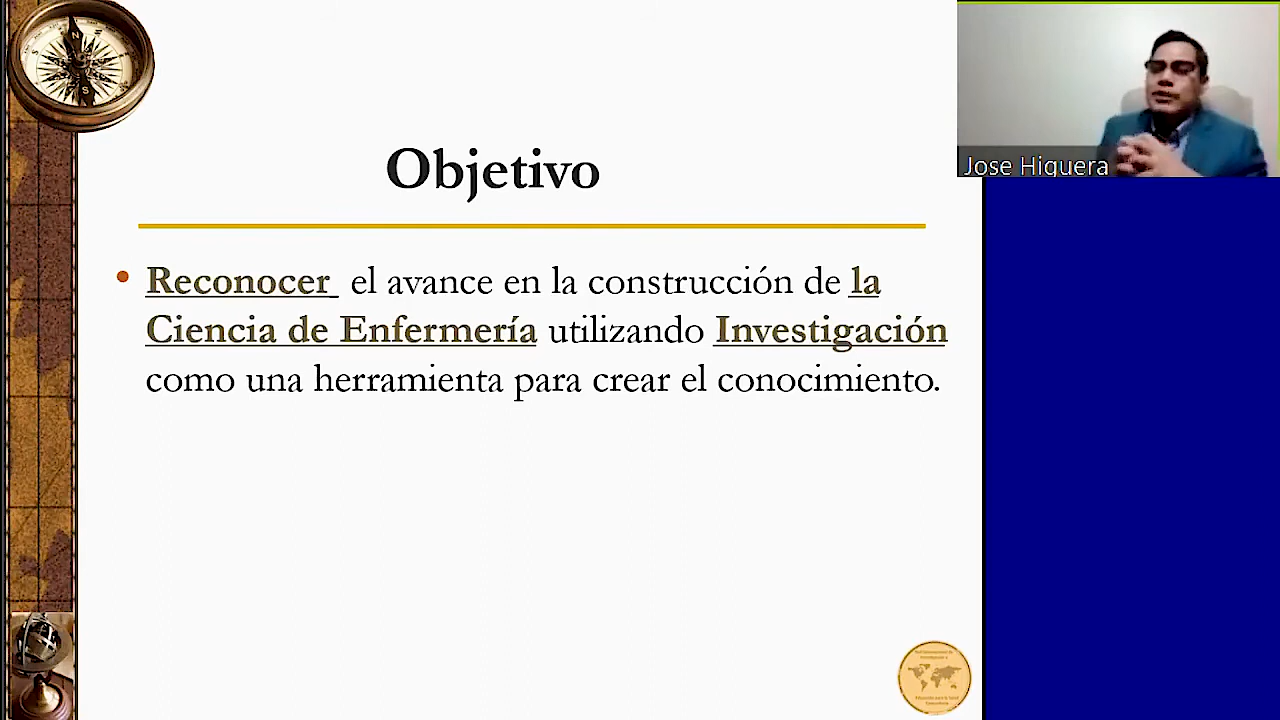 Objetivo
Jose Higuera
• Reconocer el avance en la construcción de la
Ciencia de Enfermería utilizando Investigación
como una herramienta para crear el conocimiento.